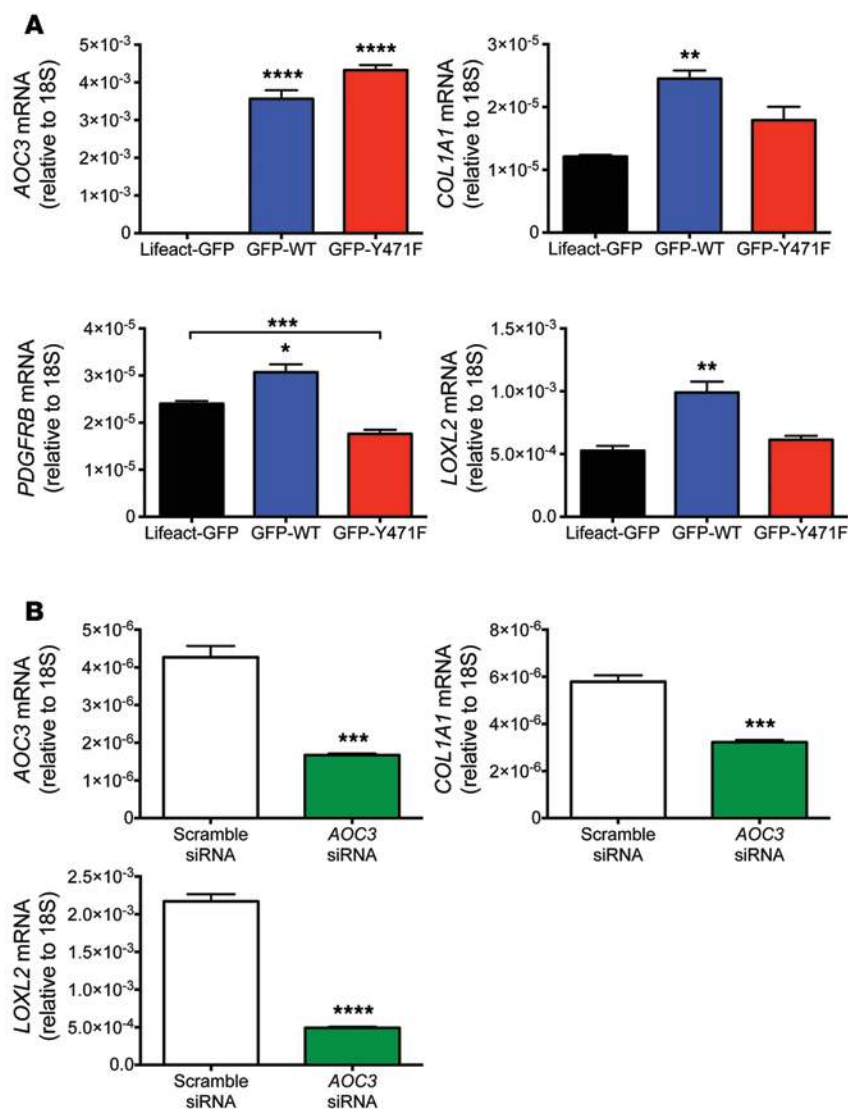 A
AOC3 mRNA
(relative to 18S)
5×10⁻³
4×10⁻³
3×10⁻³
2×10⁻³
1×10⁻³
0
****
****
Lifeact-GFP GFP-WT GFP-Y471F
COL1A1 mRNA
(relative to 18S)
3×10⁻⁵
2×10⁻⁵
1×10⁻⁵
0
**
Lifeact-GFP GFP-WT GFP-Y471F
PDGFRB mRNA
(relative to 18S)
4×10⁻⁵
3×10⁻⁵
2×10⁻⁵
1×10⁻⁵
0
***
*
Lifeact-GFP GFP-WT GFP-Y471F
LOXL2 mRNA
(relative to 18S)
1.5×10⁻³
1.0×10⁻³
5.0×10⁻⁴
0.0
**
Lifeact-GFP GFP-WT GFP-Y471F
B
AOC3 mRNA
(relative to 18S)
5×10⁻⁶
4×10⁻⁶
3×10⁻⁶
2×10⁻⁶
1×10⁻⁶
0
***
Scramble AOC3
siRNA siRNA
COL1A1 mRNA
(relative to 18S)
8×10⁻⁶
6×10⁻⁶
4×10⁻⁶
2×10⁻⁶
0
***
Scramble AOC3
siRNA siRNA
LOXL2 mRNA
(relative to 18S)
2.5×10⁻³
2.0×10⁻³
1.5×10⁻³
1.0×10⁻³
5.0×10⁻⁴
0.0
****
Scramble AOC3
siRNA siRNA